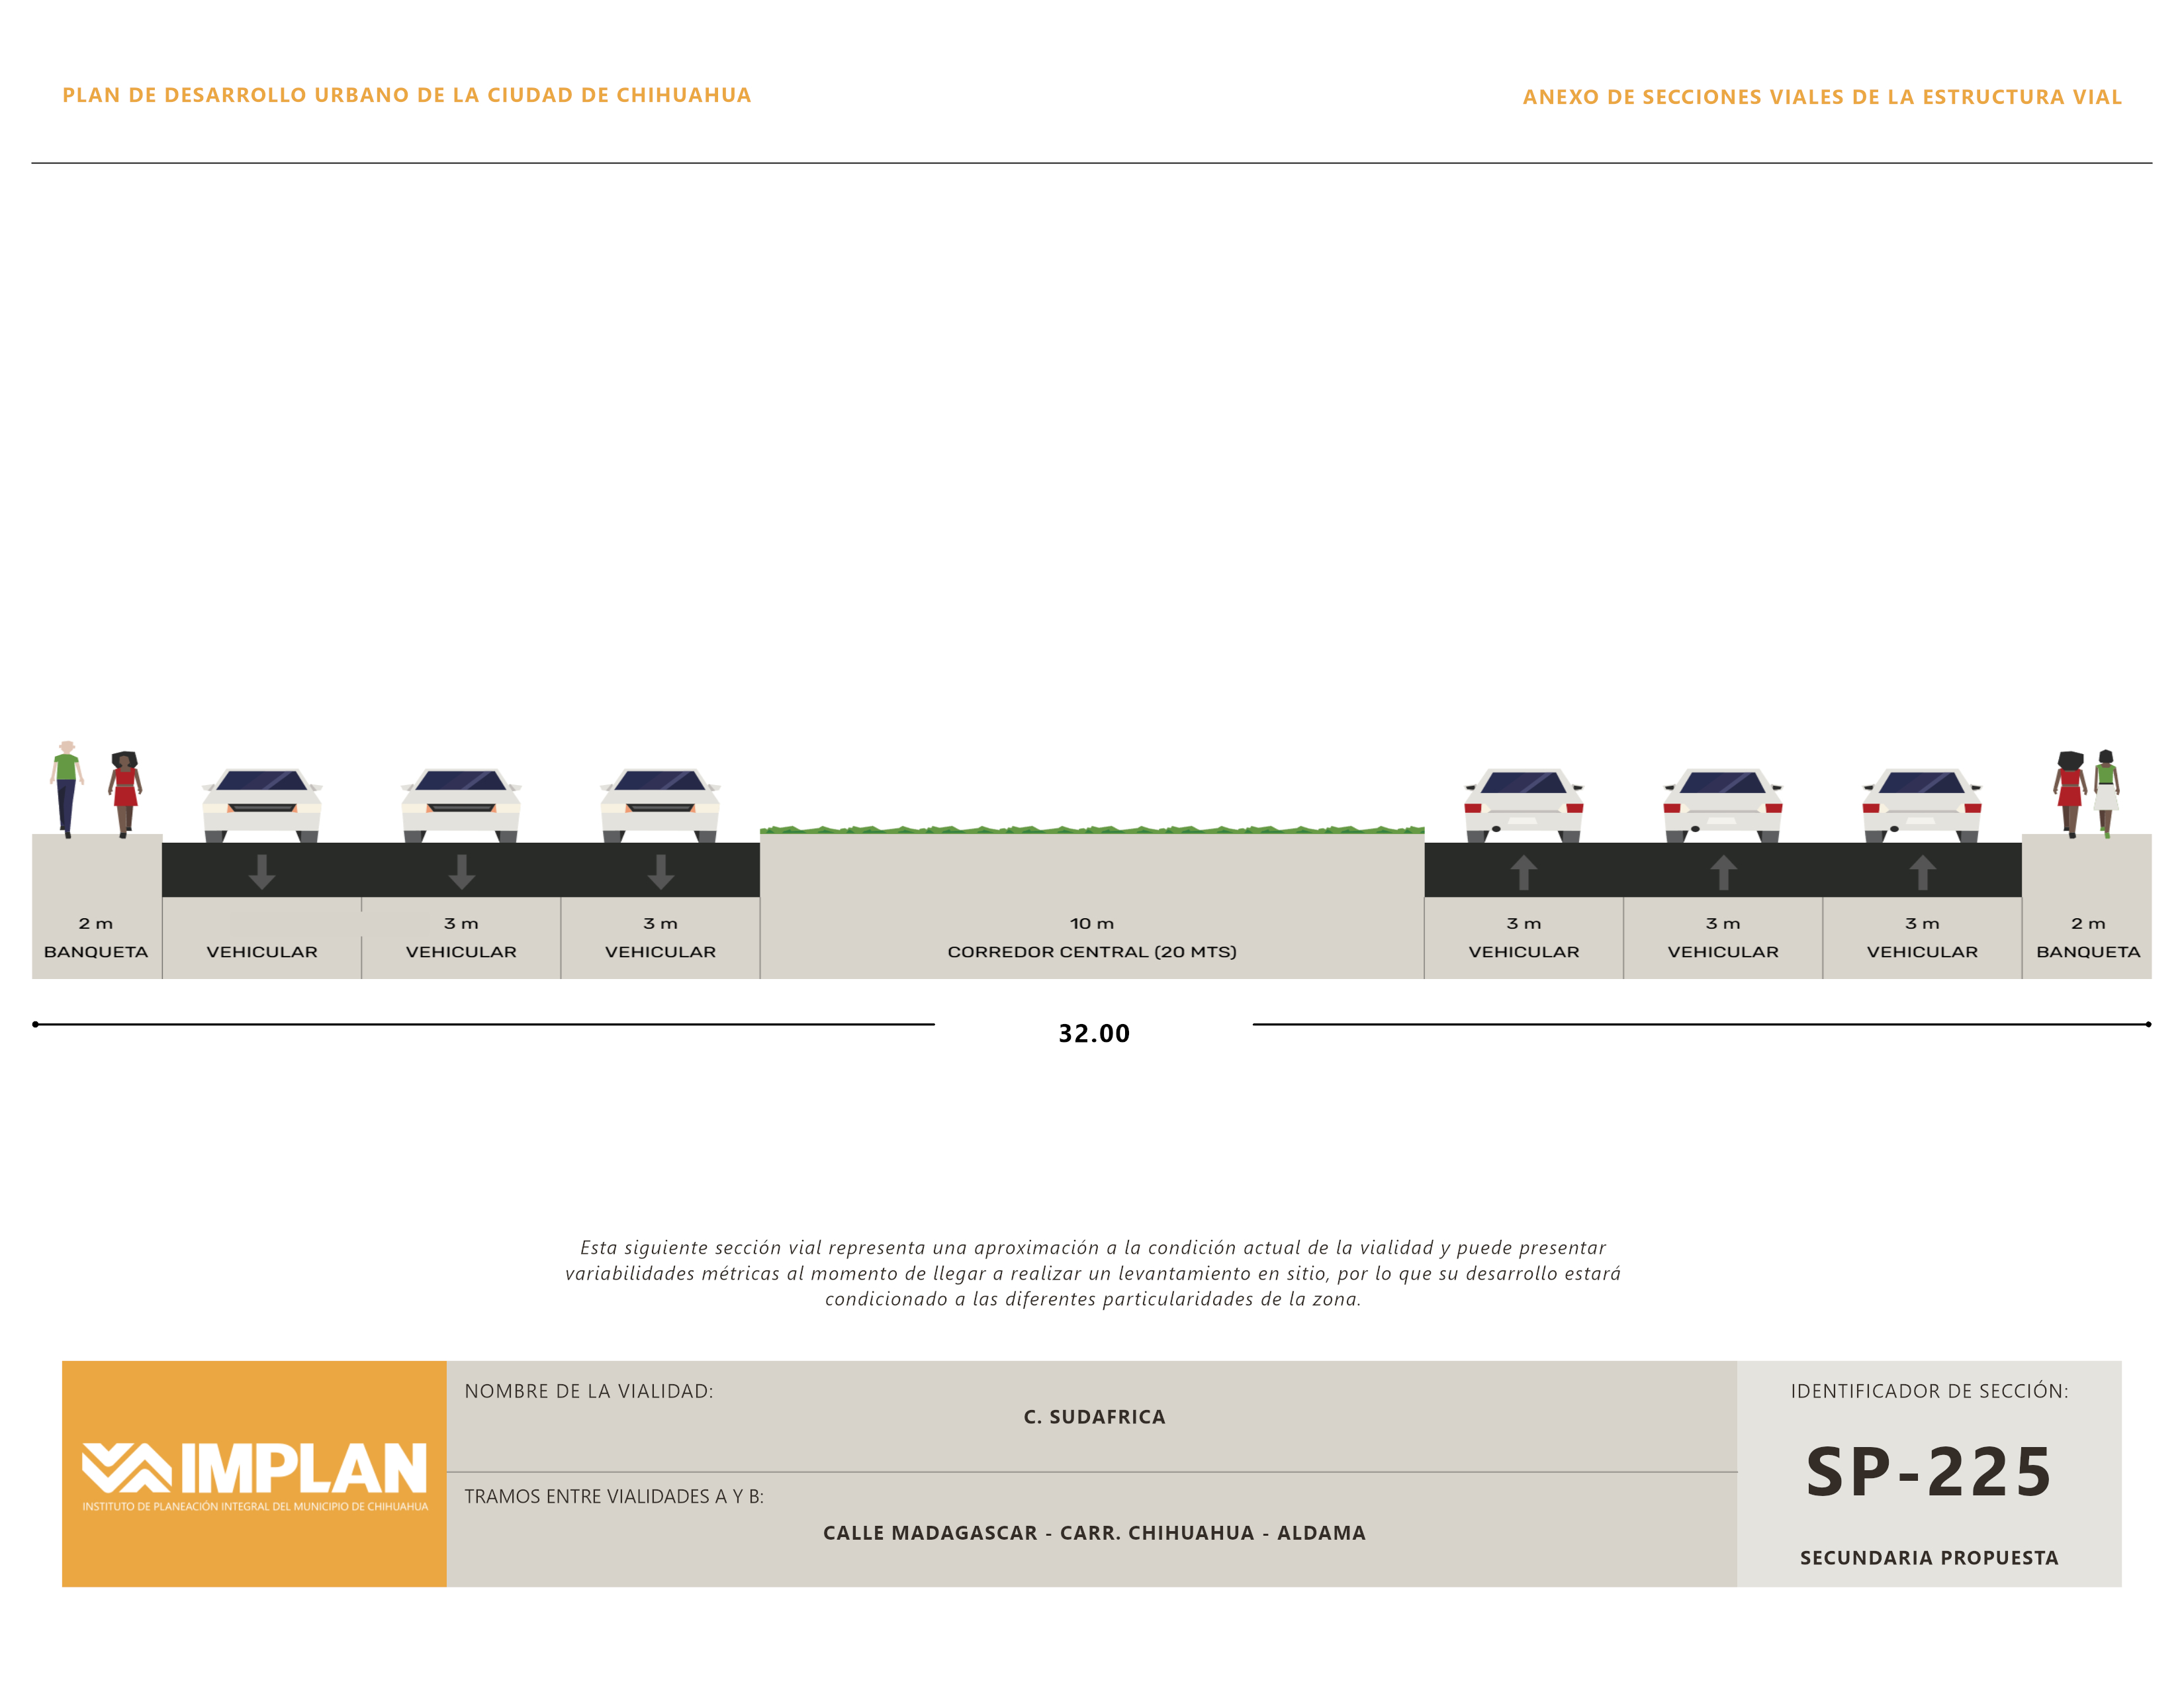 PLAN DE DESARROLLO URBANO DE LA CIUDAD DE CHIHUAHUA
ANEXO DE SECCIONES VIALES DE LA ESTRUCTURA VIAL
2 m
BANQUETA
VEHICULAR
3 m
VEHICULAR
3 m
VEHICULAR
10 m
CORREDOR CENTRAL (20 MTS)
3 m
VEHICULAR
3 m
VEHICULAR
3 m
VEHICULAR
2 m
BANQUETA
32.00
Esta siguiente sección vial representa una aproximación a la condición actual de la vialidad y puede presentar
variabilidades métricas al momento de llegar a realizar un levantamiento en sitio, por lo que su desarrollo estará
condicionado a las diferentes particularidades de la zona.
IMPLAN
INSTITUTO DE PLANEACIÓN INTEGRAL DEL MUNICIPIO DE CHIHUAHUA
NOMBRE DE LA VIALIDAD:
C. SUDAFRICA
TRAMOS ENTRE VIALIDADES A Y B:
CALLE MADAGASCAR - CARR. CHIHUAHUA - ALDAMA
IDENTIFICADOR DE SECCIÓN:
SP-225
SECUNDARIA PROPUESTA